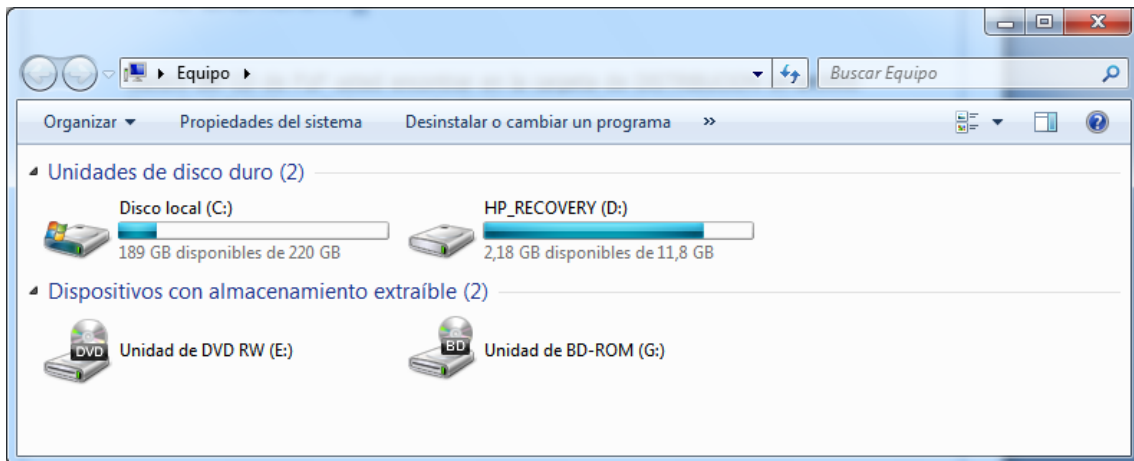 Equipo
Buscar Equipo
Organizar Propiedades del sistema Desinstalar o cambiar un programa »
Unidades de disco duro (2)
Disco local (C:)
189 GB disponibles de 220 GB
HP_RECOVERY (D:)
2,18 GB disponibles de 11,8 GB
Dispositivos con almacenamiento extraíble (2)
DVD
Unidad de DVD RW (E:)
BD
Unidad de BD-ROM (G:)